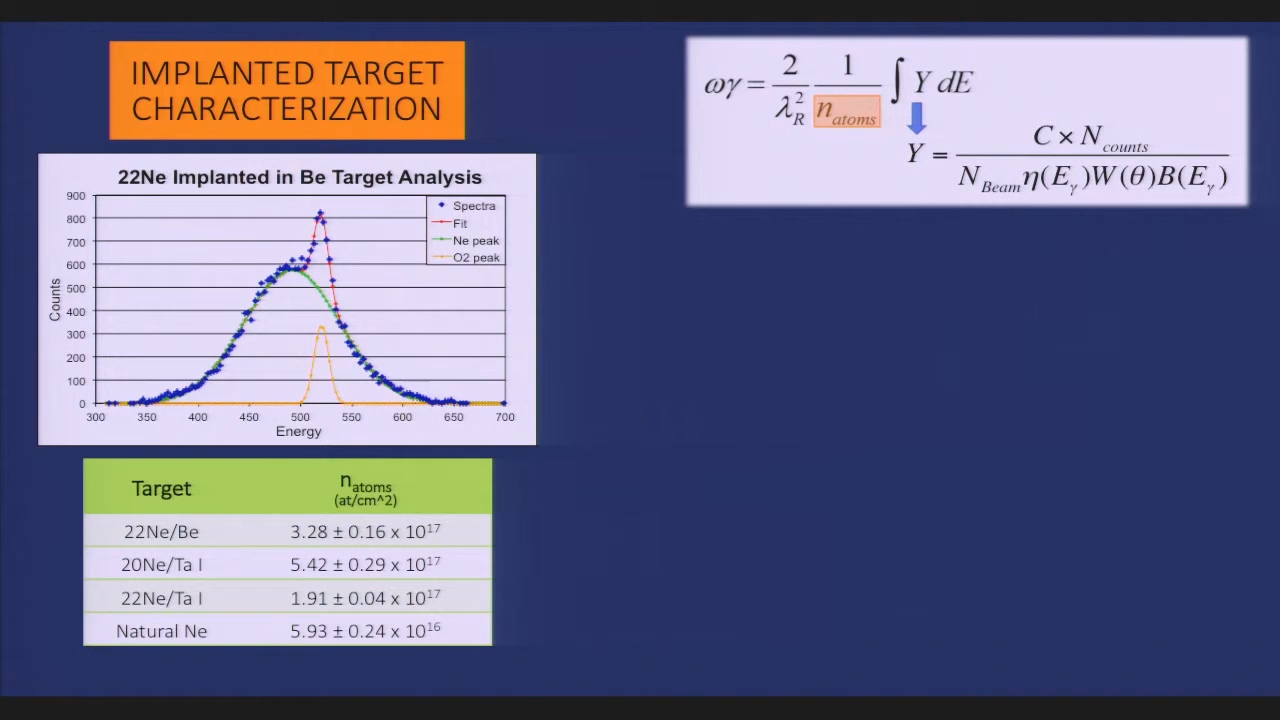 IMPLANTED TARGET
CHARACTERIZATION
ωγ = 2/λ_R^2 1/n_atoms ∫ Y dE
Y = C × N_counts / N_Beam η(E_γ)W(θ)B(E_γ)
22Ne Implanted in Be Target Analysis
900
800
700
600
500
400
300
200
100
0
Counts
Spectra
Fit
Ne peak
O2 peak
300 350 400 450 500 550 600 650 700
Energy
Target n_atoms (at/cm^2)
22Ne/Be 3.28 ± 0.16 x 10^17
20Ne/Ta I 5.42 ± 0.29 x 10^17
22Ne/Ta I 1.91 ± 0.04 x 10^17
Natural Ne 5.93 ± 0.24 x 10^16